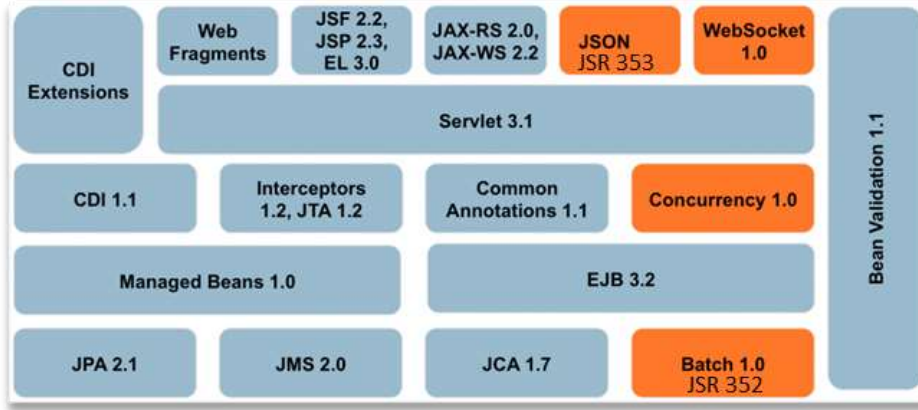 CDI
Extensions
Web
Fragments
JSF 2.2,
JSP 2.3,
EL 3.0
JAX-RS 2.0,
JAX-WS 2.2
JSON
JSR 353
WebSocket
1.0
Servlet 3.1
Bean Validation 1.1
CDI 1.1
Interceptors
1.2, JTA 1.2
Common
Annotations 1.1
Concurrency 1.0
Managed Beans 1.0
EJB 3.2
JPA 2.1
JMS 2.0
JCA 1.7
Batch 1.0
JSR 352